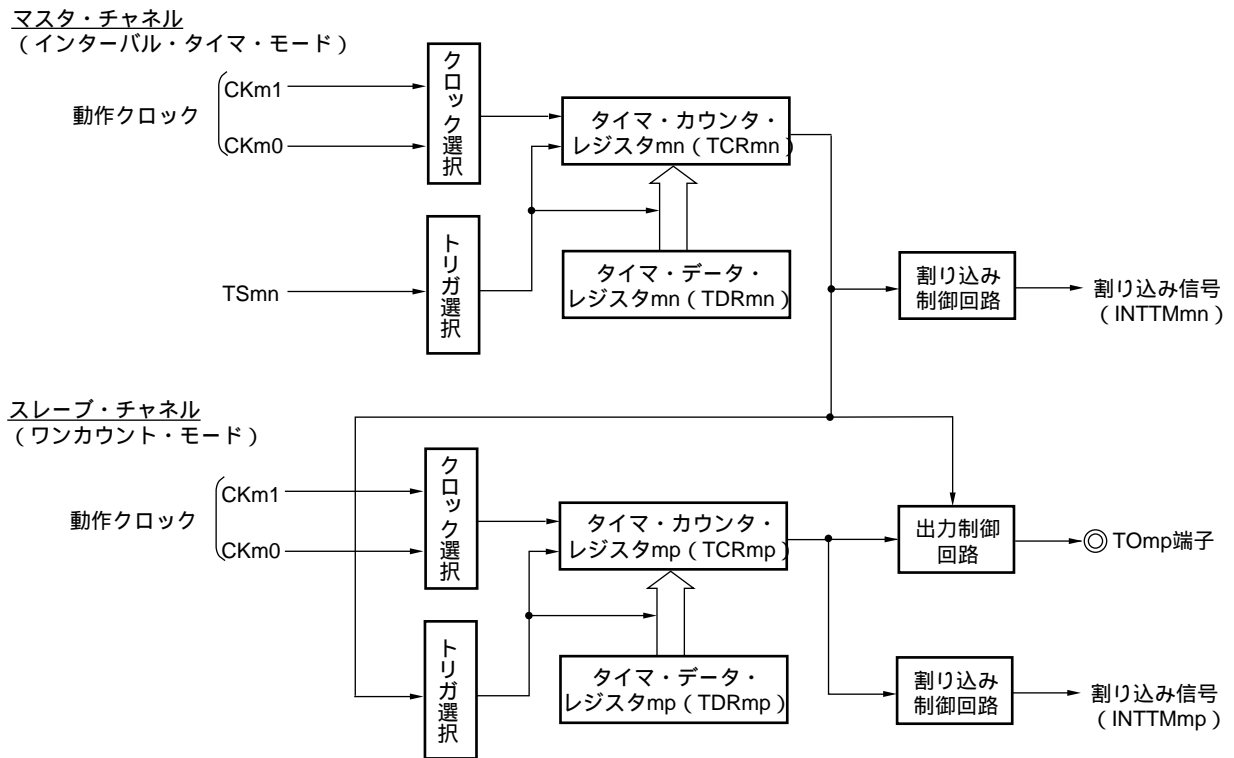 マスタ・チャネル
（インターバル・タイマ・モード）
動作クロック
CKm1
CKm0
クロック選択
タイマ・カウンタ・
レジスタmn（TCRmn）
TSmn
トリガ選択
タイマ・データ・
レジスタmn（TDRmn）
割り込み
制御回路
割り込み信号
（INTTMmn）
スレーブ・チャネル
（ワンカウント・モード）
動作クロック
CKm1
CKm0
クロック選択
タイマ・カウンタ・
レジスタmp（TCRmp）
出力制御
回路
TOmp端子
トリガ選択
タイマ・データ・
レジスタmp（TDRmp）
割り込み
制御回路
割り込み信号
（INTTMmp）